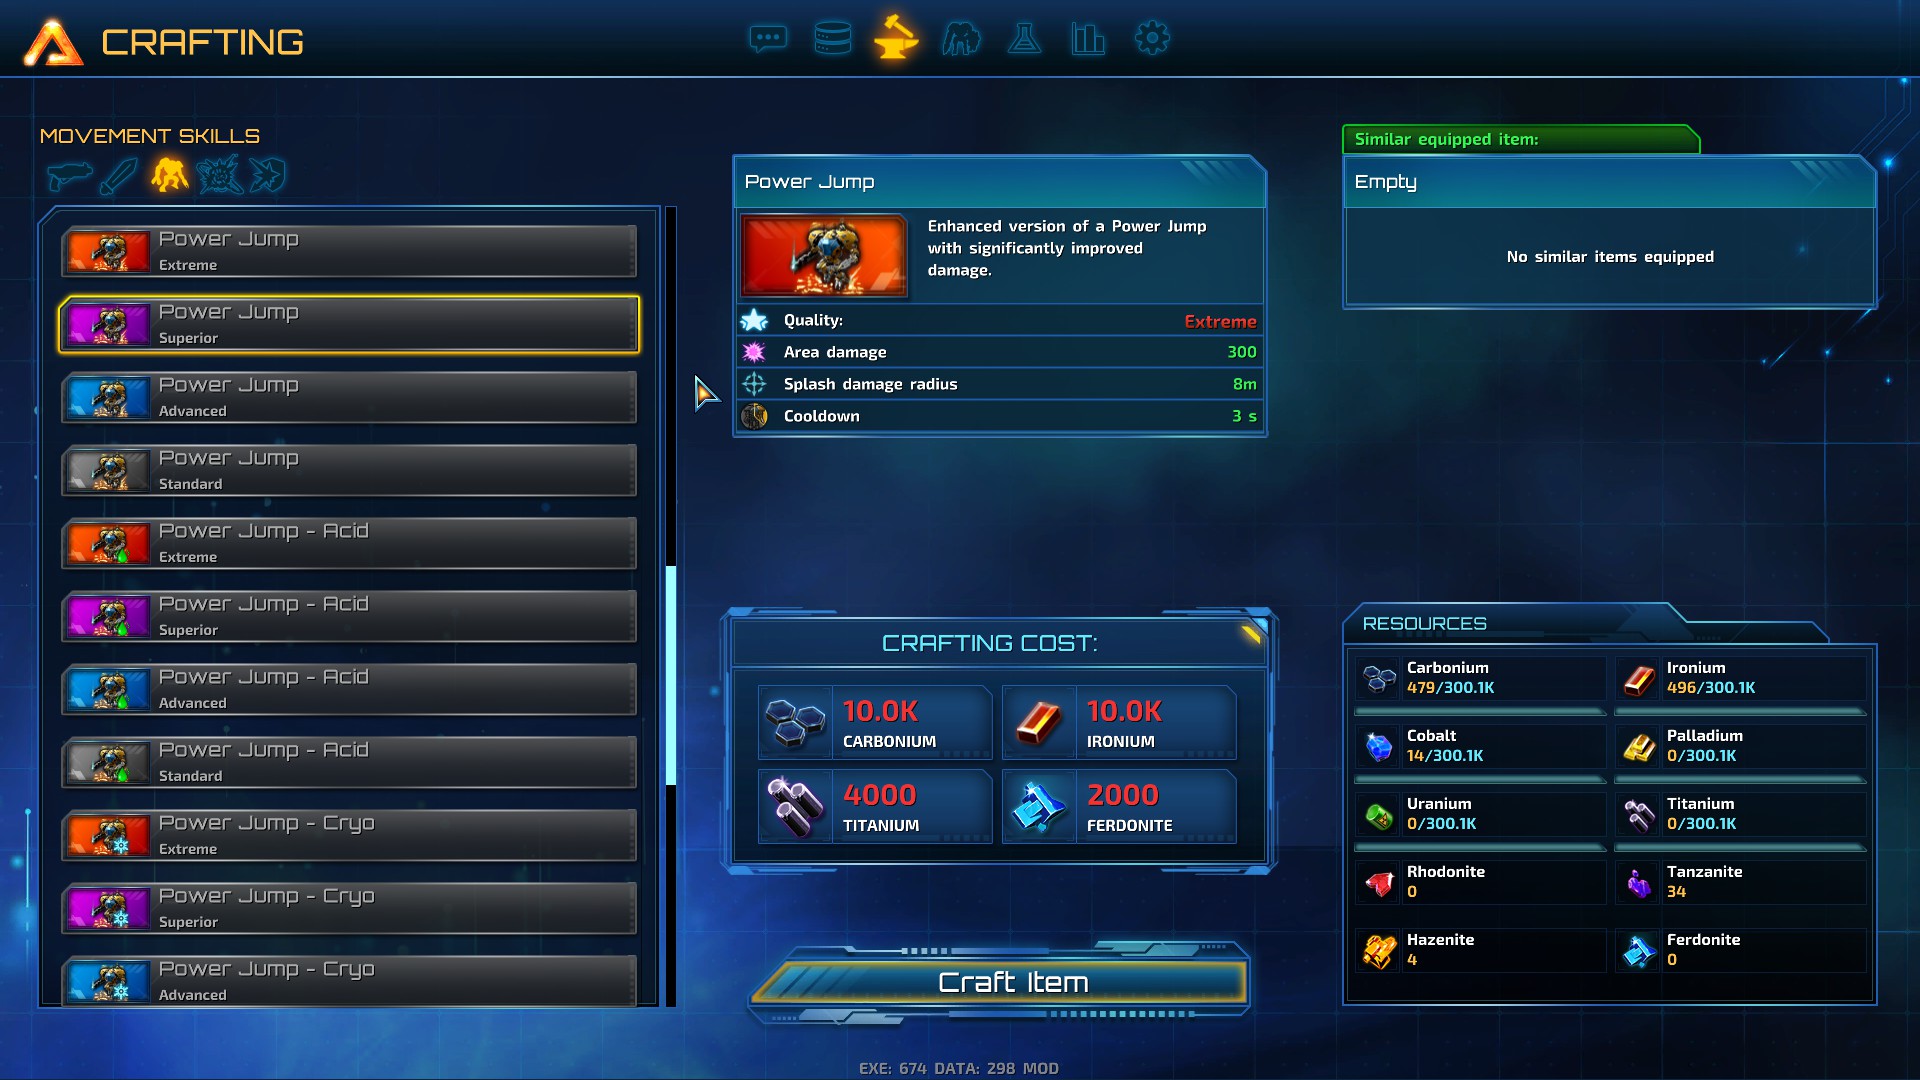 CRAFTING
MOVEMENT SKILLS
Power Jump
Extreme
Power Jump
Superior
Power Jump
Advanced
Power Jump
Standard
Power Jump - Acid
Extreme
Power Jump - Acid
Superior
Power Jump - Acid
Advanced
Power Jump - Acid
Standard
Power Jump - Cryo
Extreme
Power Jump - Cryo
Superior
Power Jump - Cryo
Advanced
Power Jump
Enhanced version of a Power Jump
with significantly improved
damage.
Quality: Extreme
Area damage 300
Splash damage radius 8m
Cooldown 3 s
CRAFTING COST:
10.0K
CARBONIUM
10.0K
IRONIUM
4000
TITANIUM
2000
FERDONITE
Craft Item
Similar equipped item:
Empty
No similar items equipped
RESOURCES
Carbonium
479/300.1K
Ironium
496/300.1K
Cobalt
14/300.1K
Palladium
0/300.1K
Uranium
0/300.1K
Titanium
0/300.1K
Rhodonite
0
Tanzanite
34
Hazenite
4
Ferdonite
0
EXE: 674 DATA: 298 MOD